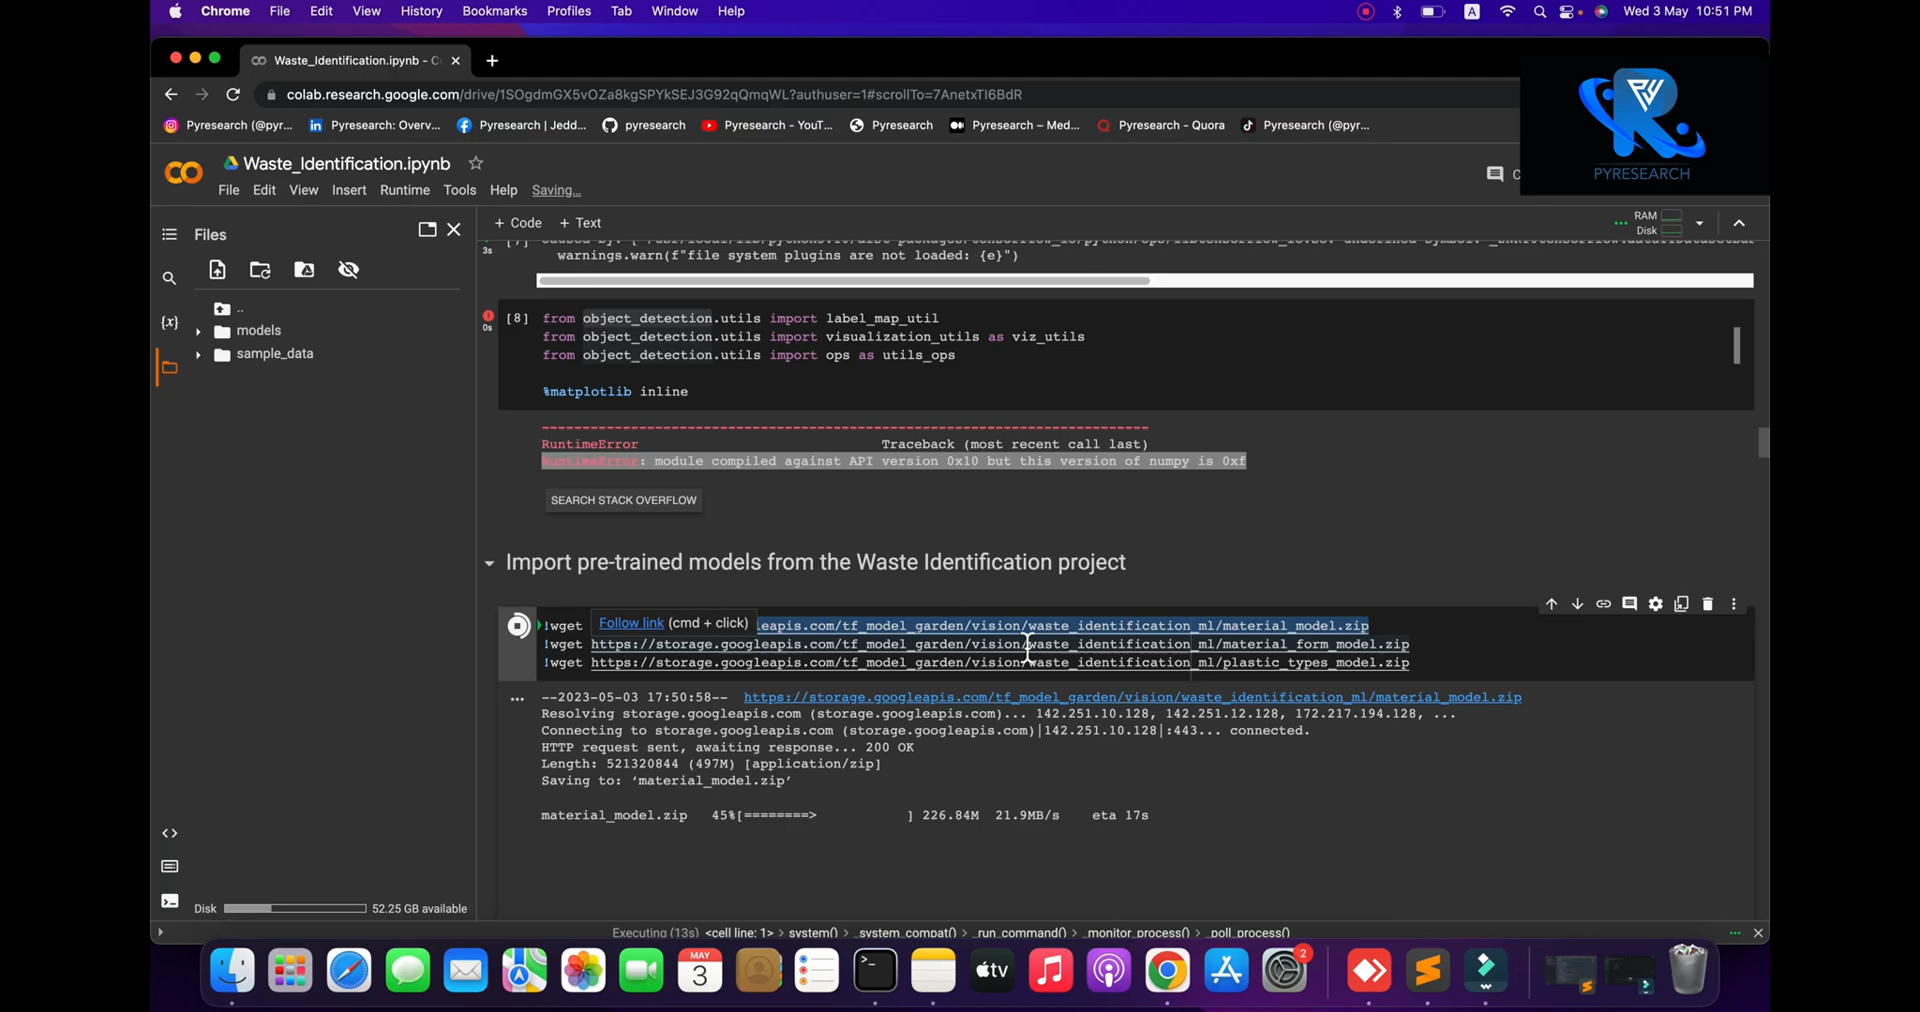 Chrome File Edit View History Bookmarks Profiles Tab Window Help
A Wed 3 May 10:51 PM
Waste_Identification.ipynb - C
colab.research.google.com/drive/1SOgdmGX5vOZa8kgSPYkSEJ3G92qQmqWL?authuser=1#scrollTo=7AnetxTI6BdR
Pyresearch (@pyr... Pyresearch: Overv... Pyresearch | Jedd... pyresearch Pyresearch - YouT... Pyresearch Pyresearch – Med... Pyresearch - Quora Pyresearch (@pyr...
PYRESEARCH
Waste_Identification.ipynb
File Edit View Insert Runtime Tools Help Saving...
Files
+ Code + Text
RAM
Disk
..
models
sample_data
3s
warnings.warn(f"file system plugins are not loaded: {e}")
[8] from object_detection.utils import label_map_util
0s
from object_detection.utils import visualization_utils as viz_utils
from object_detection.utils import ops as utils_ops
%matplotlib inline
---------------------------------------------------------------------------
RuntimeError Traceback (most recent call last)
RuntimeError: module compiled against API version 0x10 but this version of numpy is 0xf
SEARCH STACK OVERFLOW
Import pre-trained models from the Waste Identification project
Follow link (cmd + click)
!wget leapis.com/tf_model_garden/vision/waste_identification_ml/material_model.zip
!wget https://storage.googleapis.com/tf_model_garden/vision/waste_identification_ml/material_form_model.zip
!wget https://storage.googleapis.com/tf_model_garden/vision/waste_identification_ml/plastic_types_model.zip
--2023-05-03 17:50:58-- https://storage.googleapis.com/tf_model_garden/vision/waste_identification_ml/material_model.zip
Resolving storage.googleapis.com (storage.googleapis.com)... 142.251.10.128, 142.251.12.128, 172.217.194.128, ...
Connecting to storage.googleapis.com (storage.googleapis.com)|142.251.10.128|:443... connected.
HTTP request sent, awaiting response... 200 OK
Length: 521320844 (497M) [application/zip]
Saving to: ‘material_model.zip’
material_model.zip 45%[========> ] 226.84M 21.9MB/s eta 17s
Disk 52.25 GB available
Executing (13s) <cell line: 1> > system() > _system_compat() > _run_command() > _monitor_process() > _poll_process()
MAY
3
tv
2